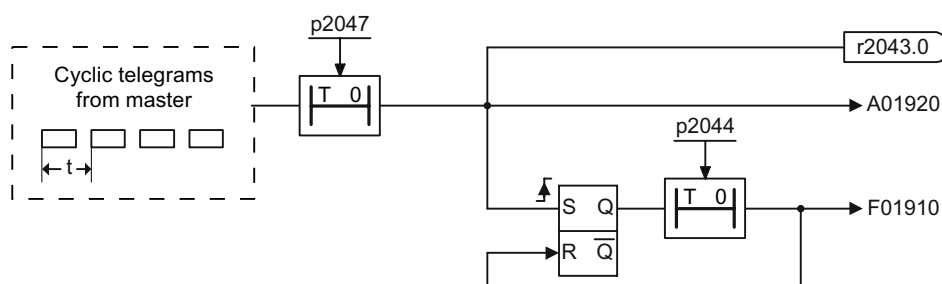 p2047
r2043.0
Cyclic telegrams
from master
T 0
A01920
t
p2044
T 0
S Q
F01910
R Q̅